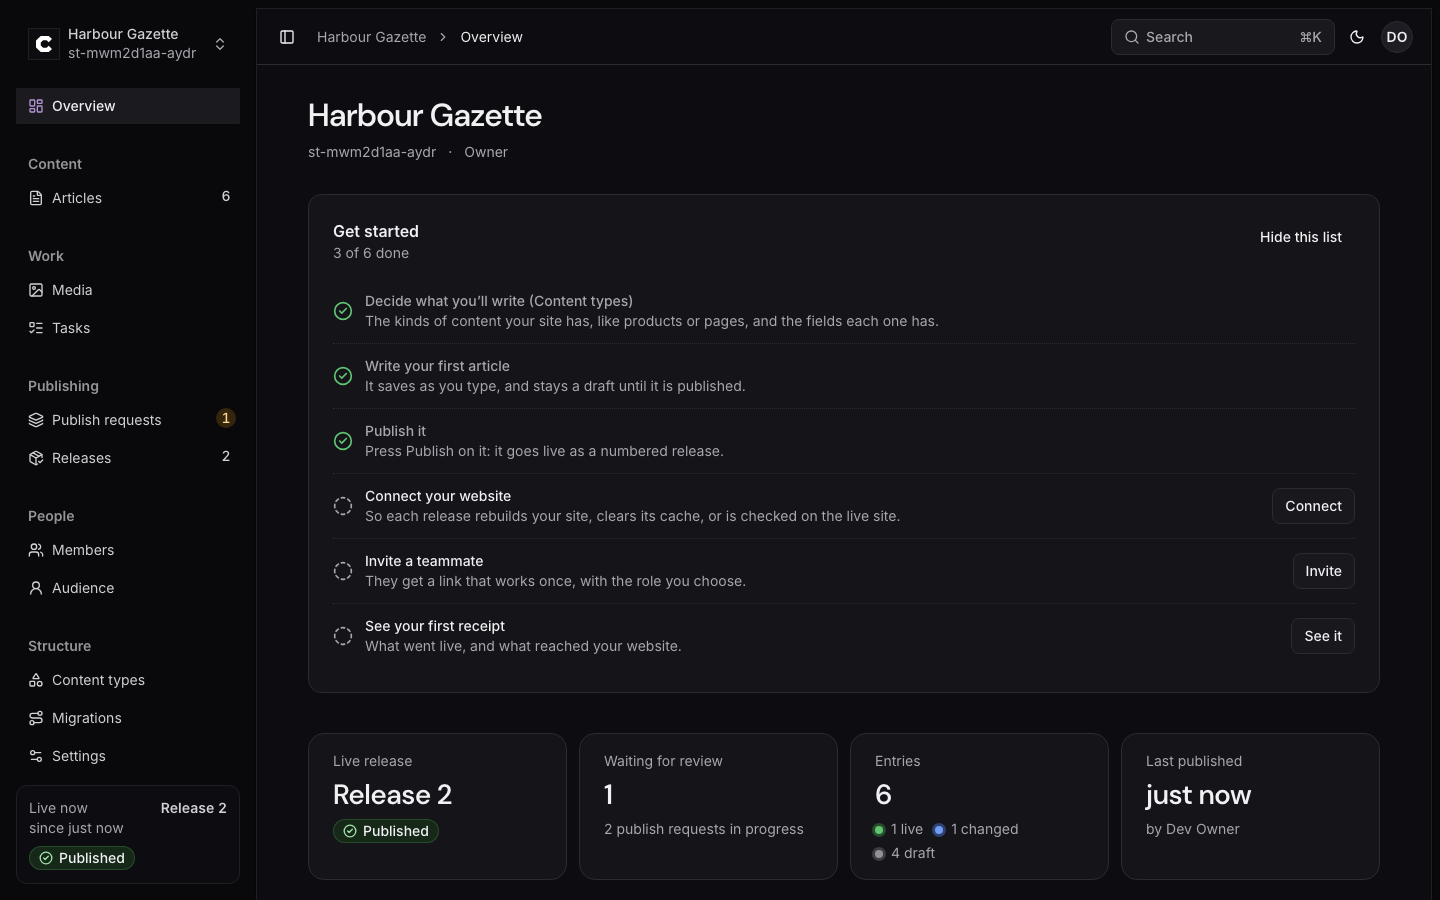 Harbour Gazette
st-mwm2d1aa-aydr
Overview
Content
Articles 6
Work
Media
Tasks
Publishing
Publish requests 1
Releases 2
People
Members
Audience
Structure
Content types
Migrations
Settings
Live now Release 2
since just now
Published
Harbour Gazette > Overview
Search ⌘K
DO
Harbour Gazette
st-mwm2d1aa-aydr · Owner
Get started
3 of 6 done
Hide this list
Decide what you’ll write (Content types)
The kinds of content your site has, like products or pages, and the fields each one has.
Write your first article
It saves as you type, and stays a draft until it is published.
Publish it
Press Publish on it: it goes live as a numbered release.
Connect your website
So each release rebuilds your site, clears its cache, or is checked on the live site.
Connect
Invite a teammate
They get a link that works once, with the role you choose.
Invite
See your first receipt
What went live, and what reached your website.
See it
Live release
Release 2
Published
Waiting for review
1
2 publish requests in progress
Entries
6
1 live 1 changed
4 draft
Last published
just now
by Dev Owner